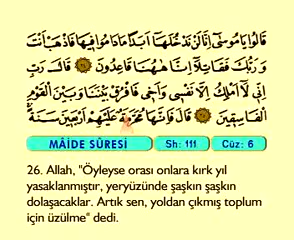 قَالُوا يَا مُوسٰٓى اِنَّا لَنْ نَدْخُلَهَٓا اَبَدًا مَا دَامُوا فٖيهَا فَاذْهَبْ اَنْتَ
وَرَبُّكَ فَقَاتِلَٓا اِنَّا هٰهُنَا قَاعِدُونَ ﴿٢٤﴾ قَالَ رَبِّ
اِنّٖى لَٓا اَمْلِكُ اِلَّا نَفْسٖى وَاَخٖى فَافْرُقْ بَيْنَنَا وَبَيْنَ الْقَوْمِ
الْفَاسِقٖينَ ﴿٢٥﴾ قَالَ فَاِنَّهَا مُحَرَّمَةٌ عَلَيْهِمْ اَرْبَعٖينَ سَنَةً
MÂİDE SÛRESİ Sh: 111 Cüz: 6
26. Allah, "Öyleyse orası onlara kırk yıl
yasaklanmıştır, yeryüzünde şaşkın şaşkın
dolaşacaklar. Artık sen, yoldan çıkmış toplum
için üzülme" dedi.